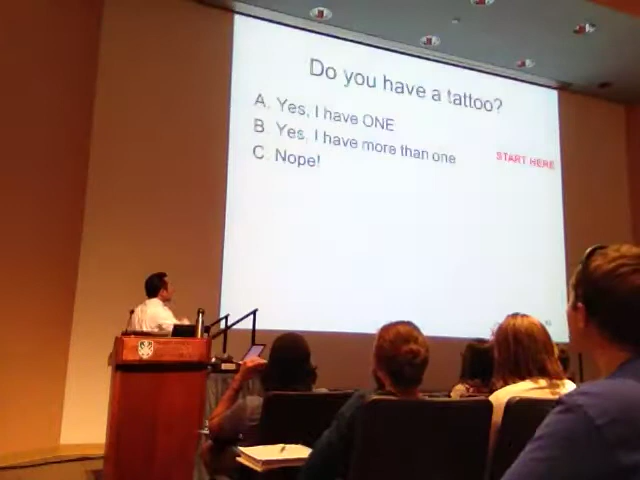 Do you have a tattoo?
A. Yes, I have ONE
B. Yes. I have more than one
C. Nope!
START HERE